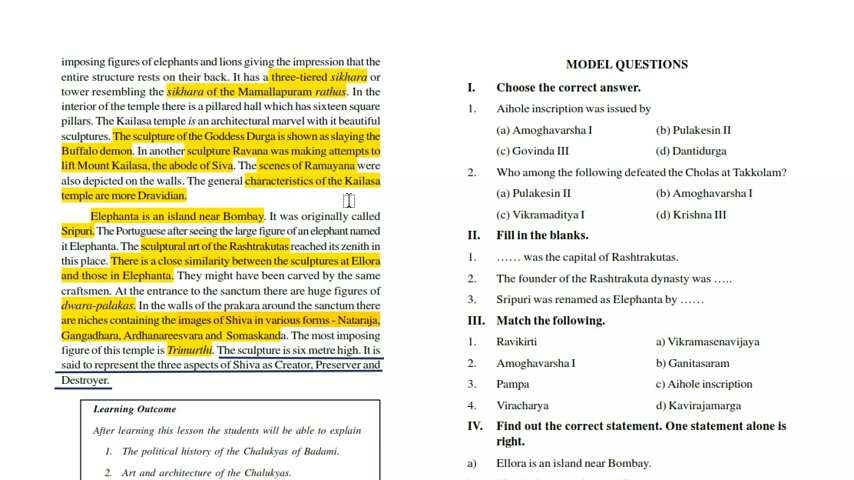 imposing figures of elephants and lions giving the impression that the
entire structure rests on their back. It has a three-tiered sikhara or
tower resembling the sikhara of the Mamallapuram rathas. In the
interior of the temple there is a pillared hall which has sixteen square
pillars. The Kailasa temple is an architectural marvel with it beautiful
sculptures. The sculpture of the Goddess Durga is shown as slaying the
Buffalo demon. In another sculpture Ravana was making attempts to
lift Mount Kailasa, the abode of Siva. The scenes of Ramayana were
also depicted on the walls. The general characteristics of the Kailasa
temple are more Dravidian.
Elephanta is an island near Bombay. It was originally called
Sripuri. The Portuguese after seeing the large figure of an elephant named
it Elephanta. The sculptural art of the Rashtrakutas reached its zenith in
this place. There is a close similarity between the sculptures at Ellora
and those in Elephanta. They might have been carved by the same
craftsmen. At the entrance to the sanctum there are huge figures of
dwara-palakas. In the walls of the prakara around the sanctum there
are niches containing the images of Shiva in various forms - Nataraja,
Gangadhara, Ardhanareesvara and Somaskanda. The most imposing
figure of this temple is Trimurthi. The sculpture is six metre high. It is
said to represent the three aspects of Shiva as Creator, Preserver and
Destroyer.
Learning Outcome
After learning this lesson the students will be able to explain
1. The political history of the Chalukyas of Badami.
2. Art and architecture of the Chalukyas.
MODEL QUESTIONS
I. Choose the correct answer.
1. Aihole inscription was issued by
(a) Amoghavarsha I (b) Pulakesin II
(c) Govinda III (d) Dantidurga
2. Who among the following defeated the Cholas at Takkolam?
(a) Pulakesin II (b) Amoghavarsha I
(c) Vikramaditya I (d) Krishna III
II. Fill in the blanks.
1. …… was the capital of Rashtrakutas.
2. The founder of the Rashtrakuta dynasty was …..
3. Sripuri was renamed as Elephanta by ……
III. Match the following.
1. Ravikirti a) Vikramasenavijaya
2. Amoghavarsha I b) Ganitasaram
3. Pampa c) Aihole inscription
4. Viracharya d) Kavirajamarga
IV. Find out the correct statement. One statement alone is
right.
a) Ellora is an island near Bombay.